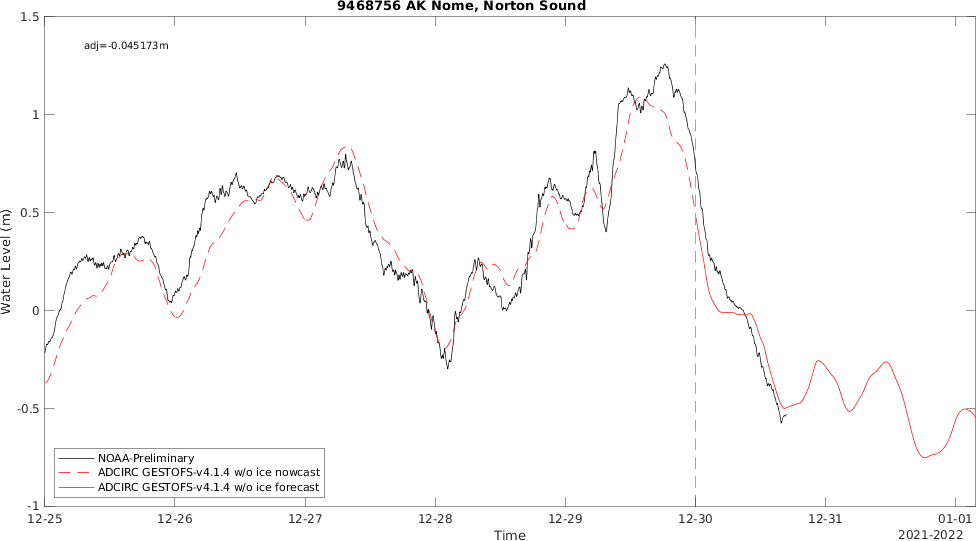 9468756 AK Nome, Norton Sound
1.5
adj=-0.045173m
1
0.5
Water Level (m)
0
-0.5
NOAA-Preliminary
ADCIRC GESTOFS-v4.1.4 w/o ice nowcast
ADCIRC GESTOFS-v4.1.4 w/o ice forecast
-1
12-25 12-26 12-27 12-28 12-29 12-30 12-31 01-01
Time
2021-2022